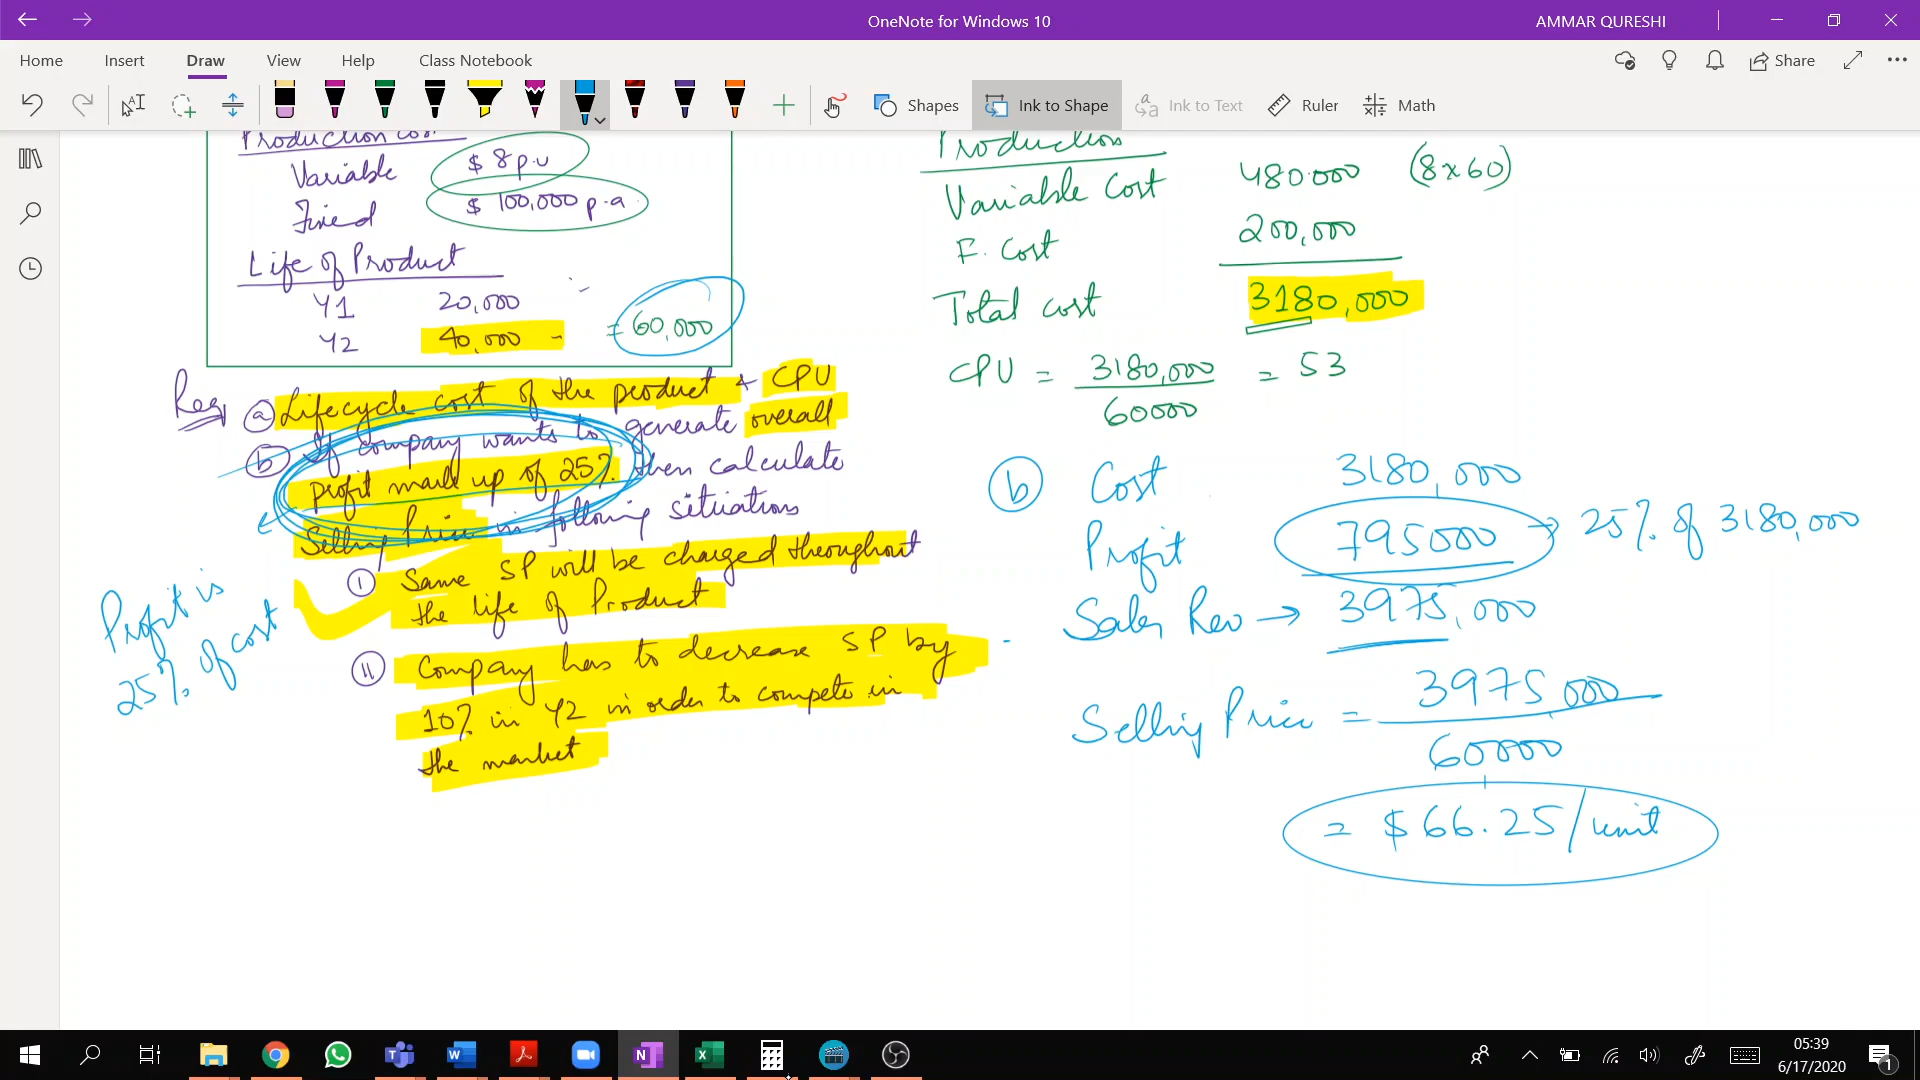 OneNote for Windows 10
AMMAR QURESHI
Home Insert Draw View Help Class Notebook
Share
Shapes
Ink to Shape
Ink to Text
Ruler
Math
Production cost
Variable $ 8 p.u
Fixed $ 100,000 p.a
Life of Product
Y1 20,000
Y2 40,000 = 60,000
Req (a) Lifecycle cost of the product + CPU
(b) If company wants to generate overall
profit mark up of 25% then calculate
Selling Price in following situations
(i) Same SP will be charged throughout
the life of Product
(ii) Company has to decrease SP by
10% in Y2 in order to compete in
the market
Profit is
25% of cost
Production
Variable Cost 480,000 (8x60)
F. Cost 200,000
Total cost 3180,000
CPU = 3180,000 = 53
60000
(b) Cost 3180,000
Profit 795000 → 25% of 3180,000
Sales Rev → 3975,000
Selling Price = 3975,000
60000
= $66.25/unit
05:39
6/17/2020
1